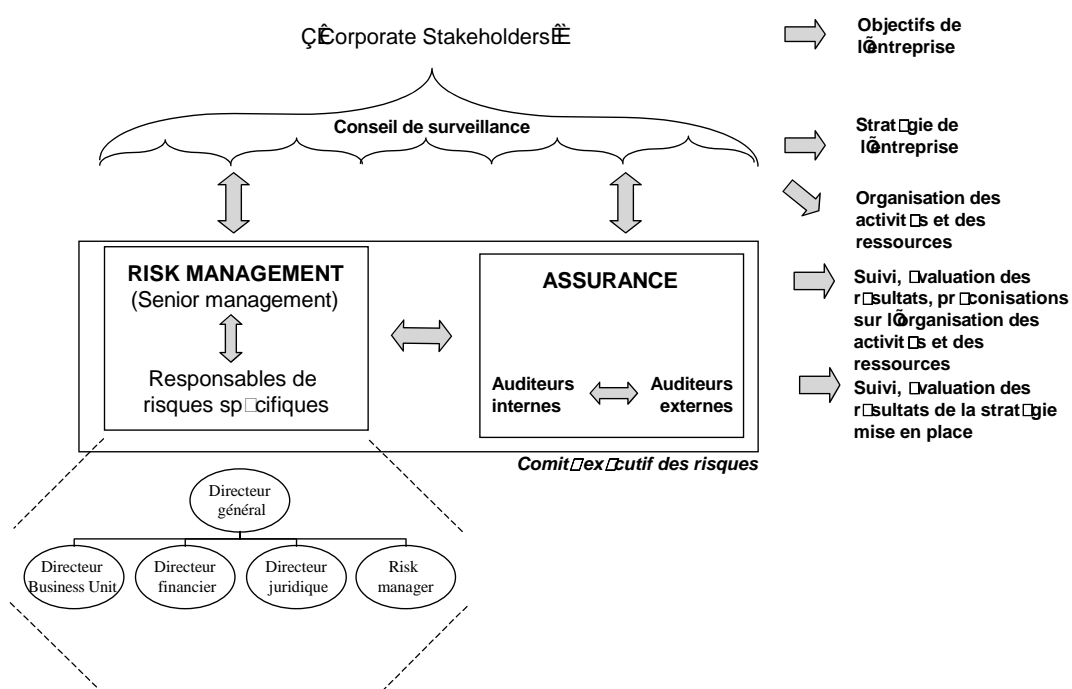 ÇÊCorporate StakeholdersÊÈ
Conseil de surveillance
RISK MANAGEMENT
(Senior management)
Responsables de
risques sp□cifiques
ASSURANCE
Auditeurs
internes
Auditeurs
externes
Comit□ex□cutif des risques
Directeur
général
Directeur
Business Unit
Directeur
financier
Directeur
juridique
Risk
manager
Objectifs de
lÕentreprise
Strat□gie de
lÕentreprise
Organisation des
activit□s et des
ressources
Suivi, □valuation des
r□sultats, pr□conisations
sur lÕorganisation des
activit□s et des
ressources
Suivi, □valuation des
r□sultats de la strat□gie
mise en place